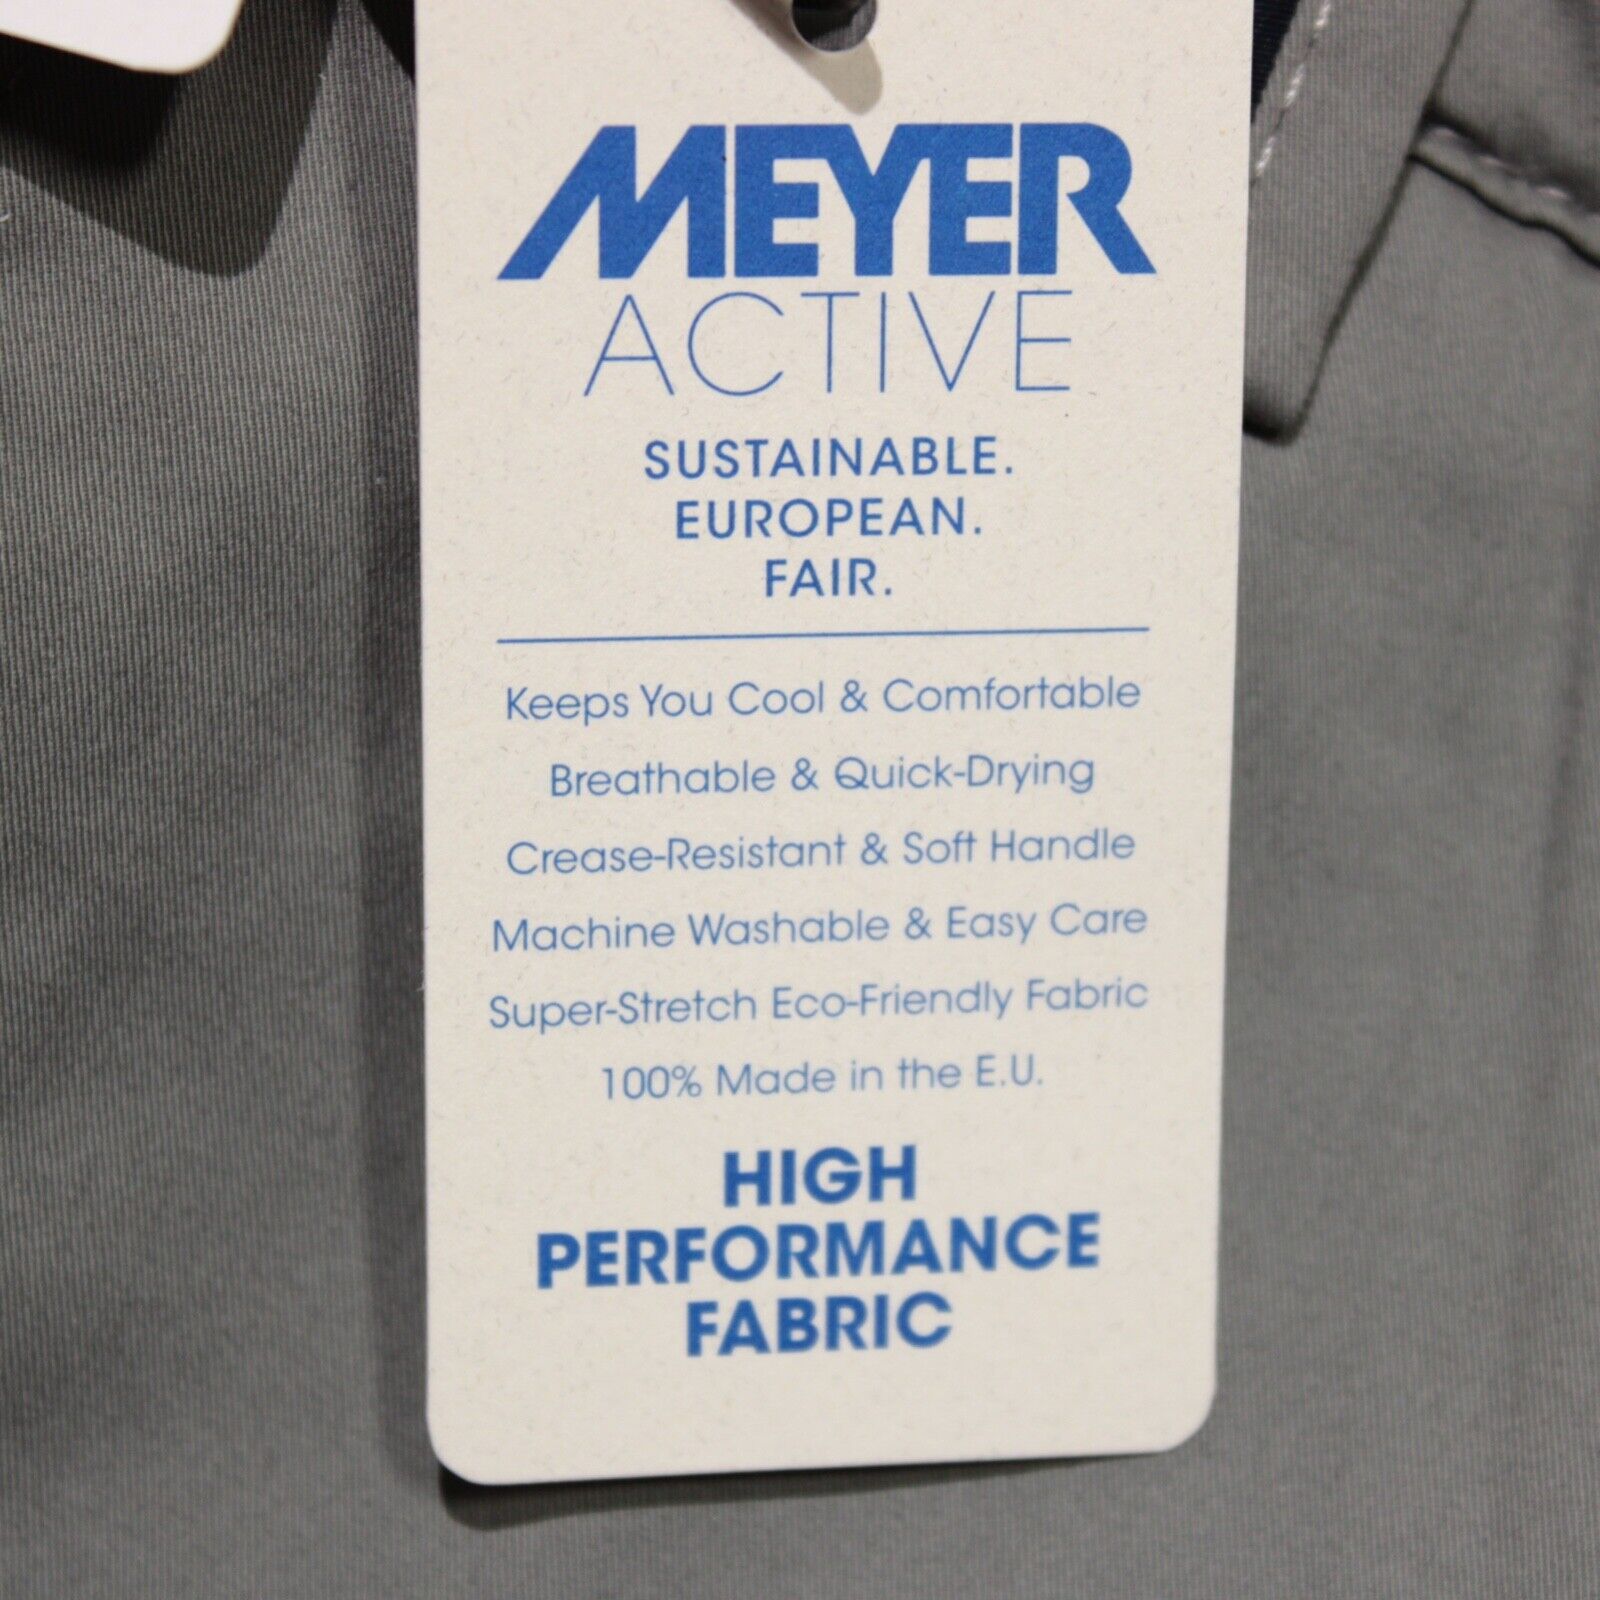 MEYER
ACTIVE
SUSTAINABLE.
EUROPEAN.
FAIR.
Keeps You Cool & Comfortable
Breathable & Quick-Drying
Crease-Resistant & Soft Handle
Machine Washable & Easy Care
Super-Stretch Eco-Friendly Fabric
100% Made in the E.U.
HIGH
PERFORMANCE
FABRIC